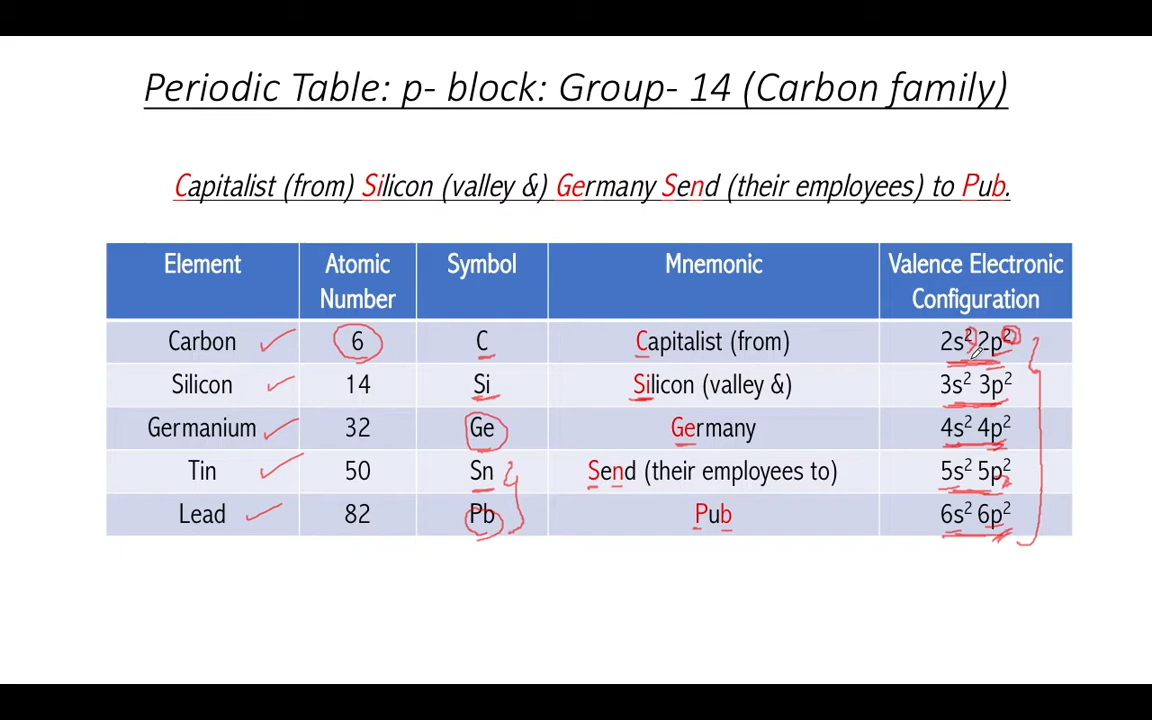 Periodic Table: p- block: Group- 14 (Carbon family)
Capitalist (from) Silicon (valley &) Germany Send (their employees) to Pub.
Element Atomic Number Symbol Mnemonic Valence Electronic Configuration
Carbon 6 C Capitalist (from) 2s² 2p²
Silicon 14 Si Silicon (valley &) 3s² 3p²
Germanium 32 Ge Germany 4s² 4p²
Tin 50 Sn Send (their employees to) 5s² 5p²
Lead 82 Pb Pub 6s² 6p²